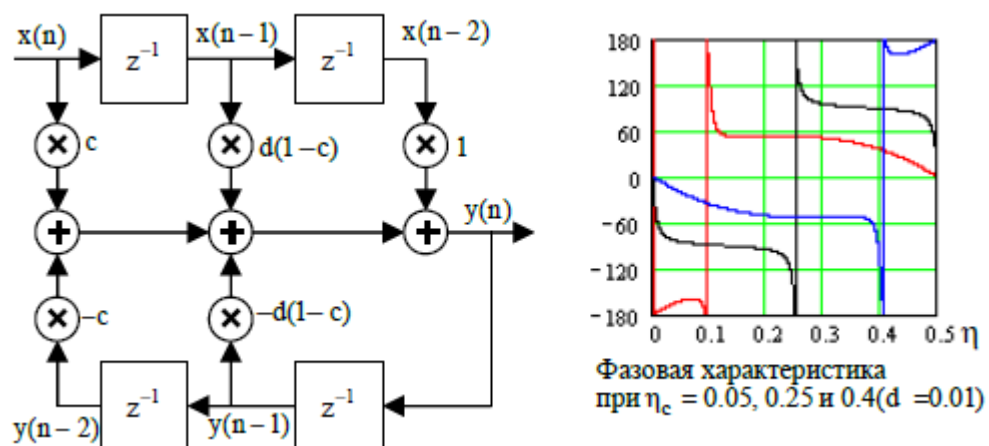 x(n) x(n−1) x(n−2)
z⁻¹ z⁻¹
c d(1−c) 1
y(n)
−c −d(1−c)
z⁻¹ z⁻¹
y(n−2) y(n−1)
180
120
60
0
−60
−120
−180
0 0.1 0.2 0.3 0.4 0.5 η
Фазовая характеристика
при η_c = 0.05, 0.25 и 0.4(d =0.01)